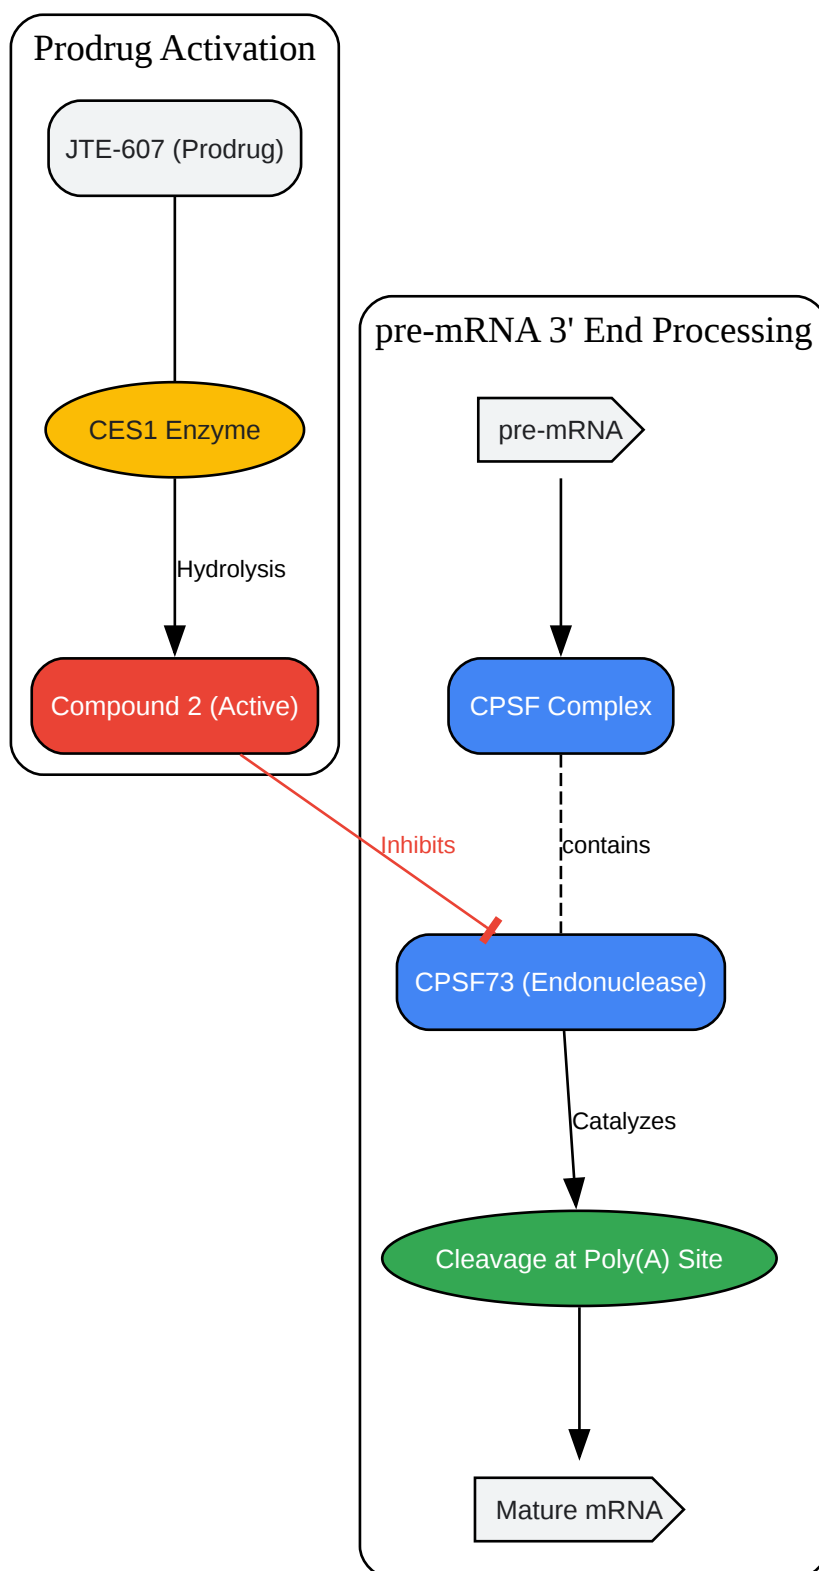 Prodrug Activation
JTE-607 (Prodrug)
CES1 Enzyme
Hydrolysis
Compound 2 (Active)
Inhibits
pre-mRNA 3' End Processing
pre-mRNA
CPSF Complex
contains
CPSF73 (Endonuclease)
Catalyzes
Cleavage at Poly(A) Site
Mature mRNA